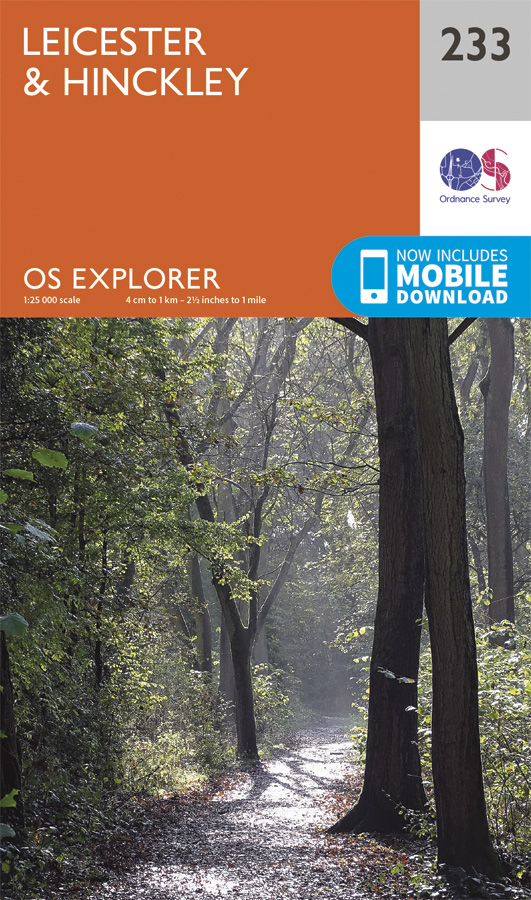 LEICESTER
& HINCKLEY
233
OS
Ordnance Survey
NOW INCLUDES
MOBILE
DOWNLOAD
OS EXPLORER
1:25 000 scale
4 cm to 1 km – 2½ inches to 1 mile